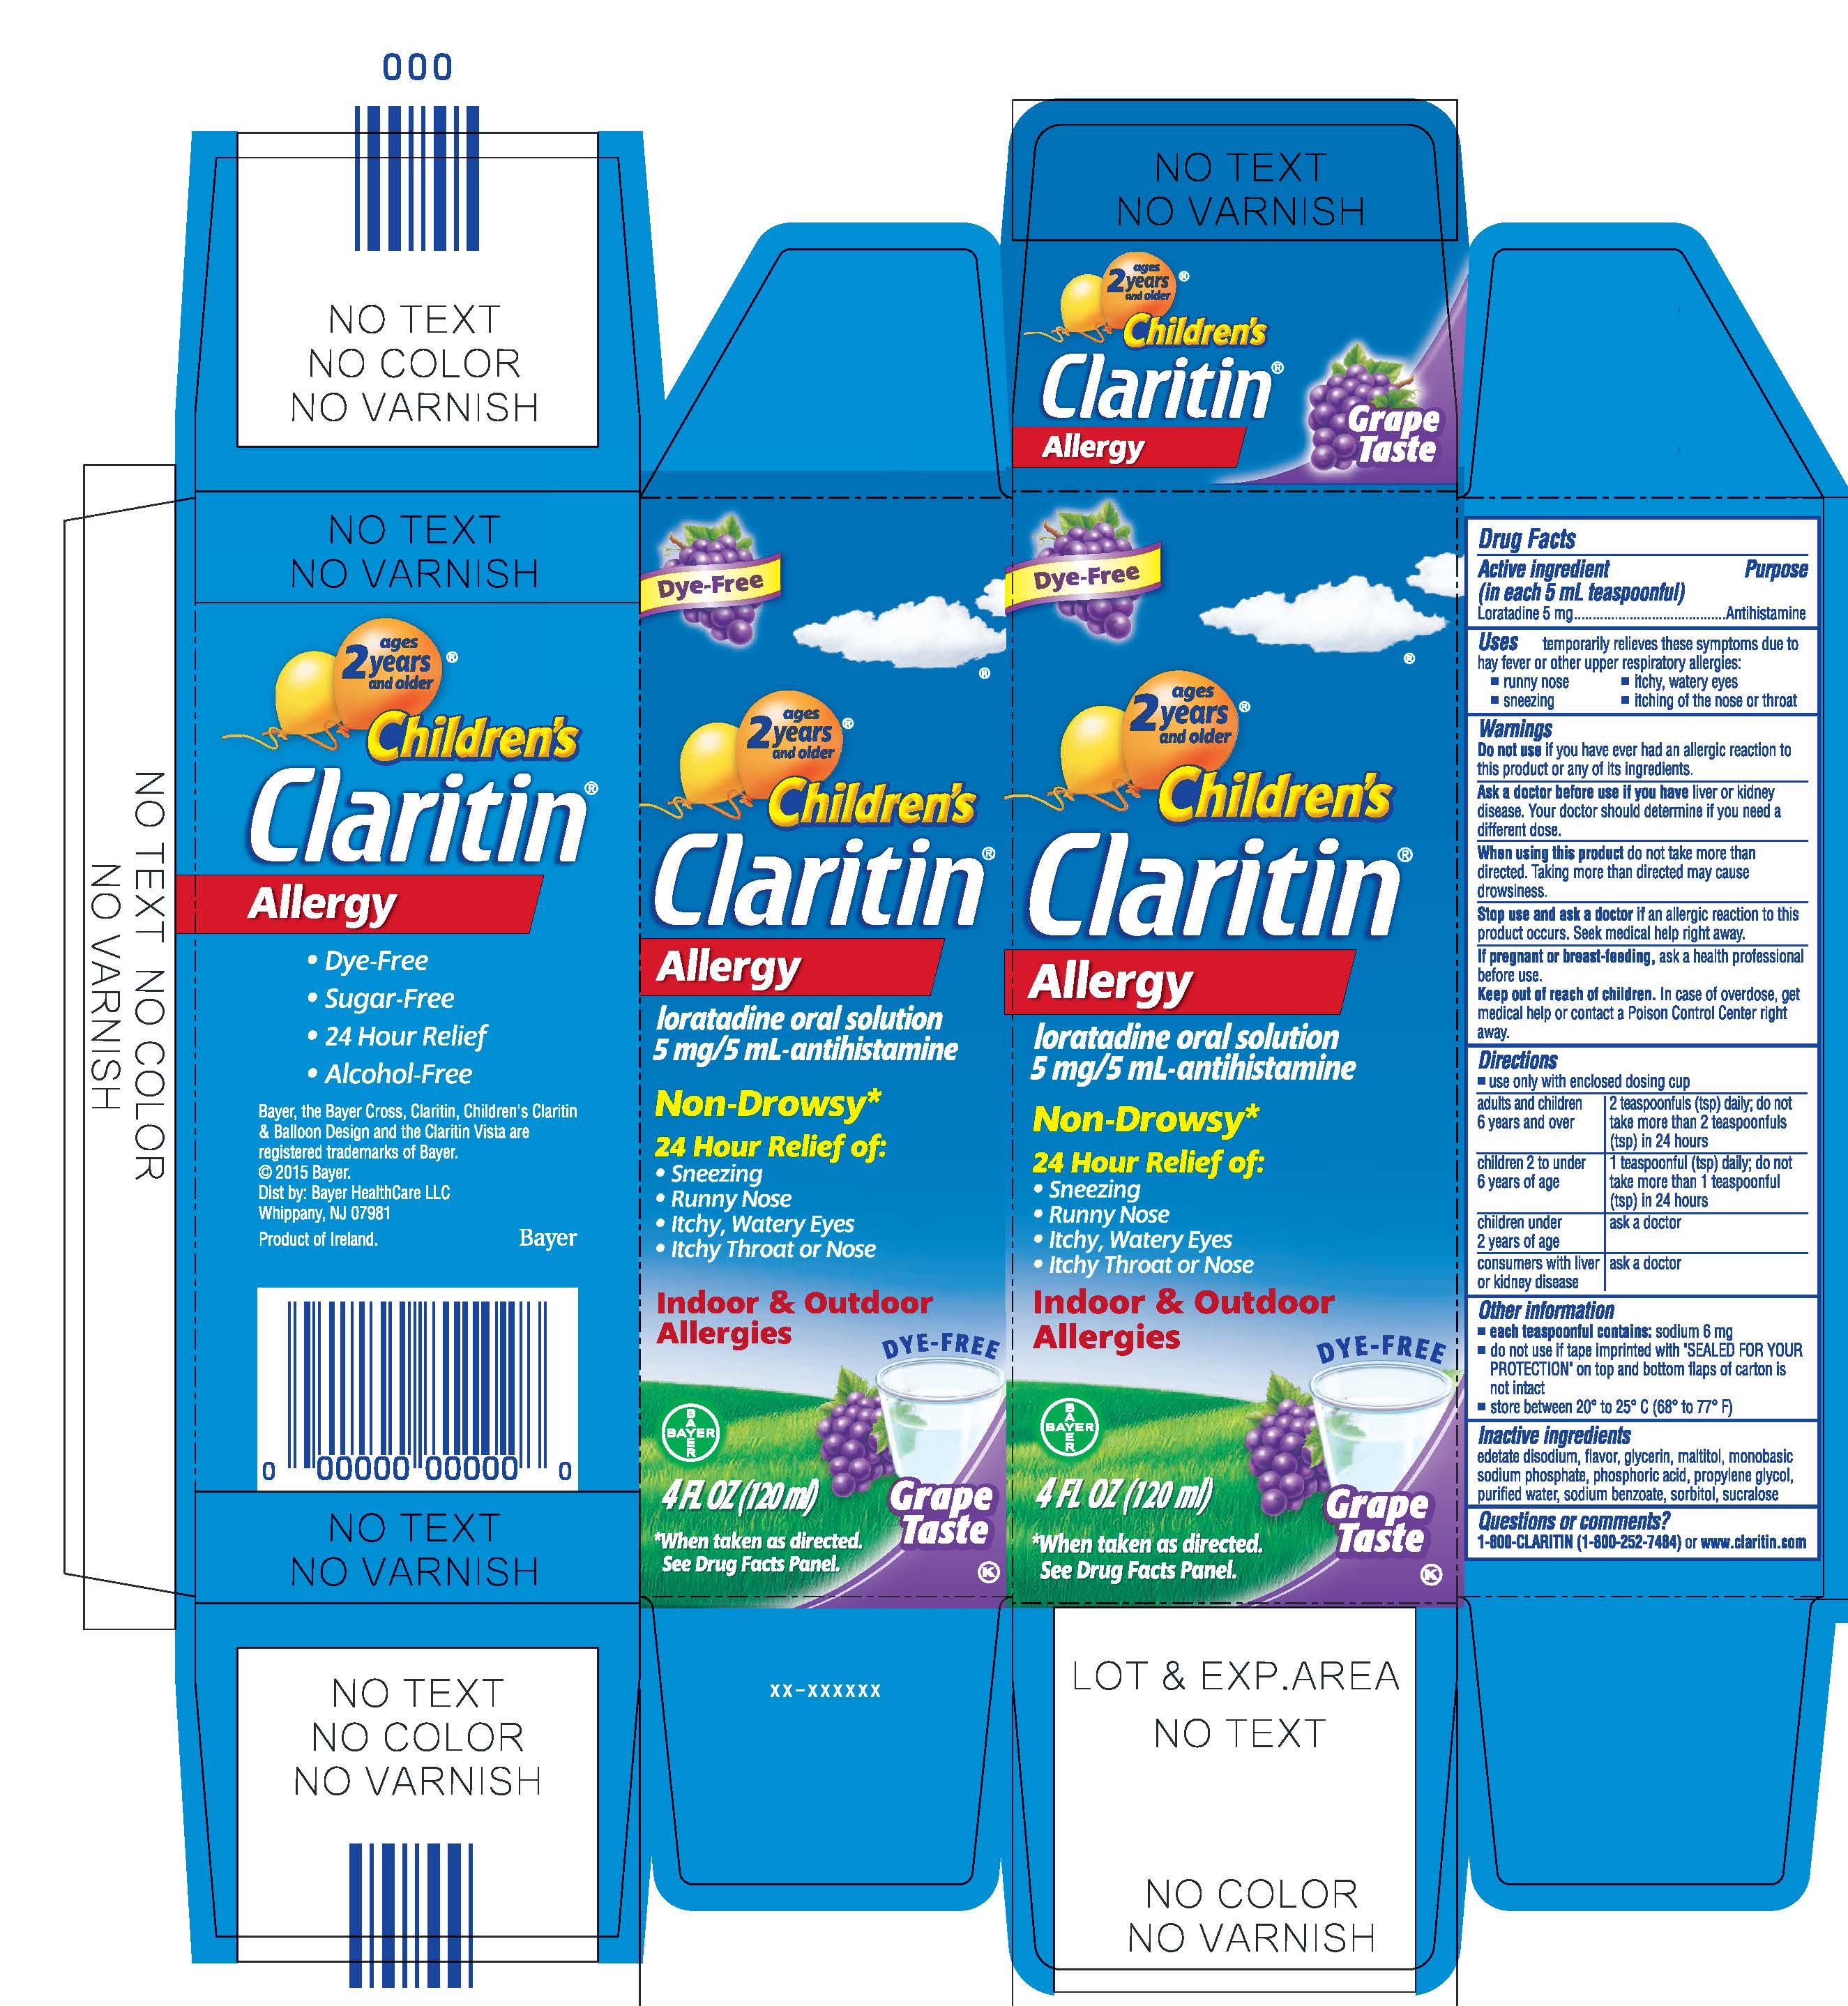 000
NO TEXT
NO COLOR
NO VARNISH
NO TEXT
NO VARNISH
NO TEXT NO COLOR
NO VARNISH
ages
2 years
and older
®
Children's
Claritin®
Allergy
• Dye-Free
• Sugar-Free
• 24 Hour Relief
• Alcohol-Free
Bayer, the Bayer Cross, Claritin, Children's Claritin
& Balloon Design and the Claritin Vista are
registered trademarks of Bayer.
© 2015 Bayer.
Dist by: Bayer HealthCare LLC
Whippany, NJ 07981
Product of Ireland. Bayer
0 00000 00000 0
NO TEXT
NO VARNISH
NO TEXT
NO COLOR
NO VARNISH
Dye-Free
®
ages
2 years
and older
®
Children's
Claritin®
Allergy
loratadine oral solution
5 mg/5 mL-antihistamine
Non-Drowsy*
24 Hour Relief of:
• Sneezing
• Runny Nose
• Itchy, Watery Eyes
• Itchy Throat or Nose
Indoor & Outdoor
Allergies
DYE-FREE
BAYER
BAYER
4 FL OZ (120 ml)
Grape
Taste
*When taken as directed.
See Drug Facts Panel.
K
XX-XXXXXX
NO TEXT
NO VARNISH
ages
2 years
and older
®
Children's
Claritin®
Allergy
Grape
Taste
Dye-Free
®
ages
2 years
and older
®
Children's
Claritin®
Allergy
loratadine oral solution
5 mg/5 mL-antihistamine
Non-Drowsy*
24 Hour Relief of:
• Sneezing
• Runny Nose
• Itchy, Watery Eyes
• Itchy Throat or Nose
Indoor & Outdoor
Allergies
DYE-FREE
BAYER
BAYER
4 FL OZ (120 ml)
Grape
Taste
*When taken as directed.
See Drug Facts Panel.
K
LOT & EXP.AREA
NO TEXT
NO COLOR
NO VARNISH
Drug Facts
Active ingredient Purpose
(in each 5 mL teaspoonful)
Loratadine 5 mg........................................Antihistamine
Uses temporarily relieves these symptoms due to
hay fever or other upper respiratory allergies:
■ runny nose ■ itchy, watery eyes
■ sneezing ■ itching of the nose or throat
Warnings
Do not use if you have ever had an allergic reaction to
this product or any of its ingredients.
Ask a doctor before use if you have liver or kidney
disease. Your doctor should determine if you need a
different dose.
When using this product do not take more than
directed. Taking more than directed may cause
drowsiness.
Stop use and ask a doctor if an allergic reaction to this
product occurs. Seek medical help right away.
If pregnant or breast-feeding, ask a health professional
before use.
Keep out of reach of children. In case of overdose, get
medical help or contact a Poison Control Center right
away.
Directions
■ use only with enclosed dosing cup
adults and children 2 teaspoonfuls (tsp) daily; do not
6 years and over take more than 2 teaspoonfuls
(tsp) in 24 hours
children 2 to under 1 teaspoonful (tsp) daily; do not
6 years of age take more than 1 teaspoonful
(tsp) in 24 hours
children under ask a doctor
2 years of age
consumers with liver ask a doctor
or kidney disease
Other information
■ each teaspoonful contains: sodium 6 mg
■ do not use if tape imprinted with "SEALED FOR YOUR
PROTECTION" on top and bottom flaps of carton is
not intact
■ store between 20° to 25° C (68° to 77° F)
Inactive ingredients
edetate disodium, flavor, glycerin, maltitol, monobasic
sodium phosphate, phosphoric acid, propylene glycol,
purified water, sodium benzoate, sorbitol, sucralose
Questions or comments?
1-800-CLARITIN (1-800-252-7484) or www.claritin.com